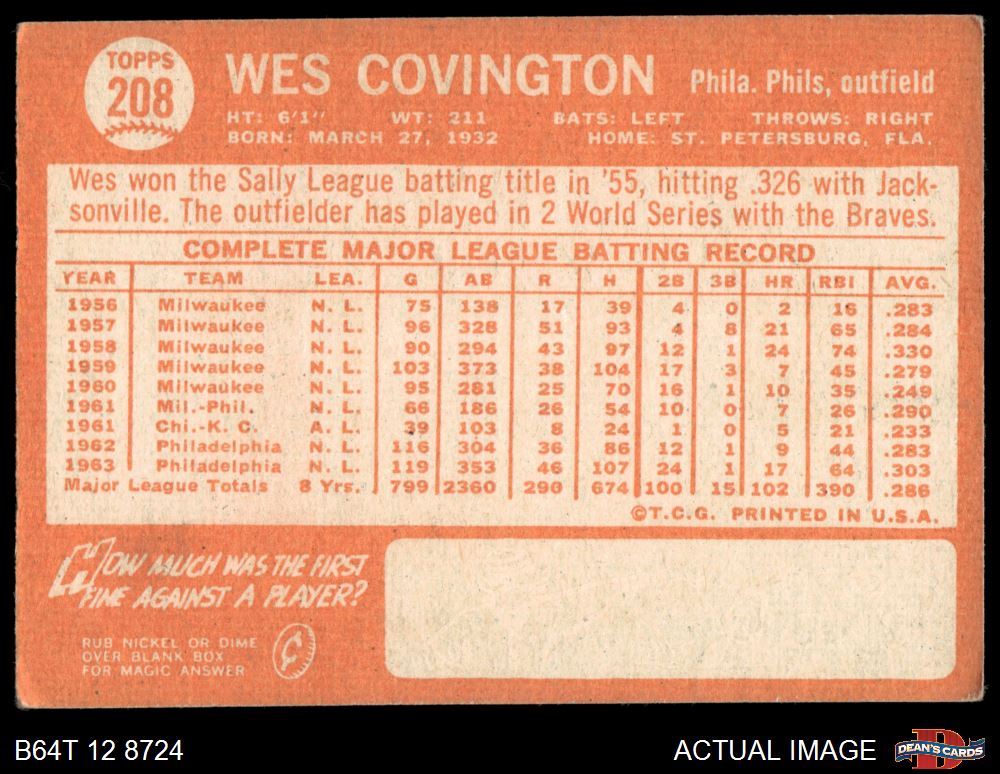 TOPPS
208
WES COVINGTON Phila. Phils, outfield
HT: 6'1" WT: 211 BATS: LEFT THROWS: RIGHT
BORN: MARCH 27, 1932 HOME: ST. PETERSBURG, FLA.
Wes won the Sally League batting title in '55, hitting .326 with Jack-
sonville. The outfielder has played in 2 World Series with the Braves.
COMPLETE MAJOR LEAGUE BATTING RECORD
YEAR TEAM LEA. G AB R H 2B 3B HR RBI AVG.
1956 Milwaukee N. L. 75 138 17 39 4 0 2 16 .283
1957 Milwaukee N. L. 96 328 51 93 4 8 21 65 .284
1958 Milwaukee N. L. 90 294 43 97 12 1 24 74 .330
1959 Milwaukee N. L. 103 373 38 104 17 3 7 45 .279
1960 Milwaukee N. L. 95 281 25 70 16 1 10 35 .249
1961 Mil.-Phil. N. L. 66 186 26 54 10 0 7 26 .290
1961 Chi.-K. C. A. L. 39 103 8 24 1 0 5 21 .233
1962 Philadelphia N. L. 116 304 36 86 12 1 9 44 .283
1963 Philadelphia N. L. 119 353 46 107 24 1 17 64 .303
Major League Totals 8 Yrs. 799 2360 290 674 100 15 102 390 .286
©T.C.G. PRINTED IN U.S.A.
HOW MUCH WAS THE FIRST
FINE AGAINST A PLAYER?
RUB NICKEL OR DIME
OVER BLANK BOX
FOR MAGIC ANSWER
B64T 12 8724 ACTUAL IMAGE DEAN'S CARDS